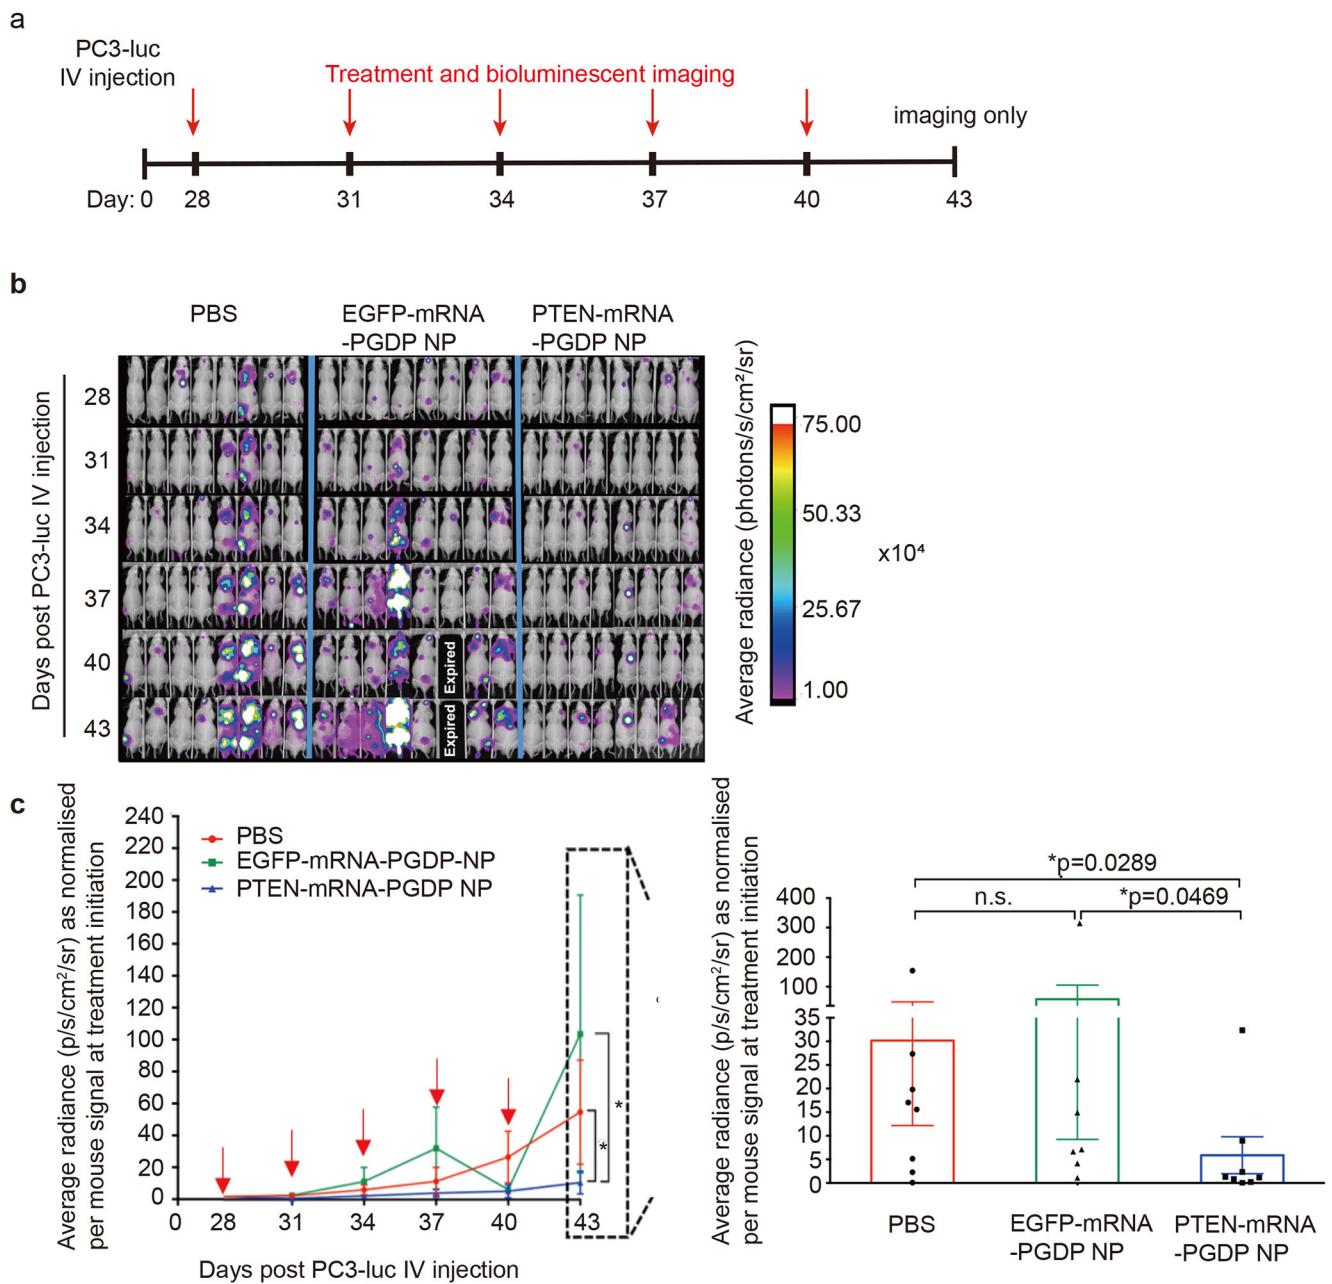 a
PC3-luc
IV injection
Treatment and bioluminescent imaging
imaging only
Day: 0 28 31 34 37 40 43
b
PBS
EGFP-mRNA
-PGDP NP
PTEN-mRNA
-PGDP NP
Days post PC3-luc IV injection
28
31
34
37
40
43
Expired
Expired
Average radiance (photons/s/cm²/sr)
75.00
50.33
25.67
1.00
x10⁴
c
Average radiance (p/s/cm²/sr) as normalised
per mouse signal at treatment initiation
240
220
200
180
160
140
120
100
80
60
40
20
0
PBS
EGFP-mRNA-PGDP-NP
PTEN-mRNA-PGDP NP
*
*
0 28 31 34 37 40 43
Days post PC3-luc IV injection
Average radiance (p/s/cm²/sr) as normalised
per mouse signal at treatment initiation
*p=0.0289
n.s.
*p=0.0469
400
300
200
100
35
30
25
20
15
10
5
0
PBS
EGFP-mRNA
-PGDP NP
PTEN-mRNA
-PGDP NP